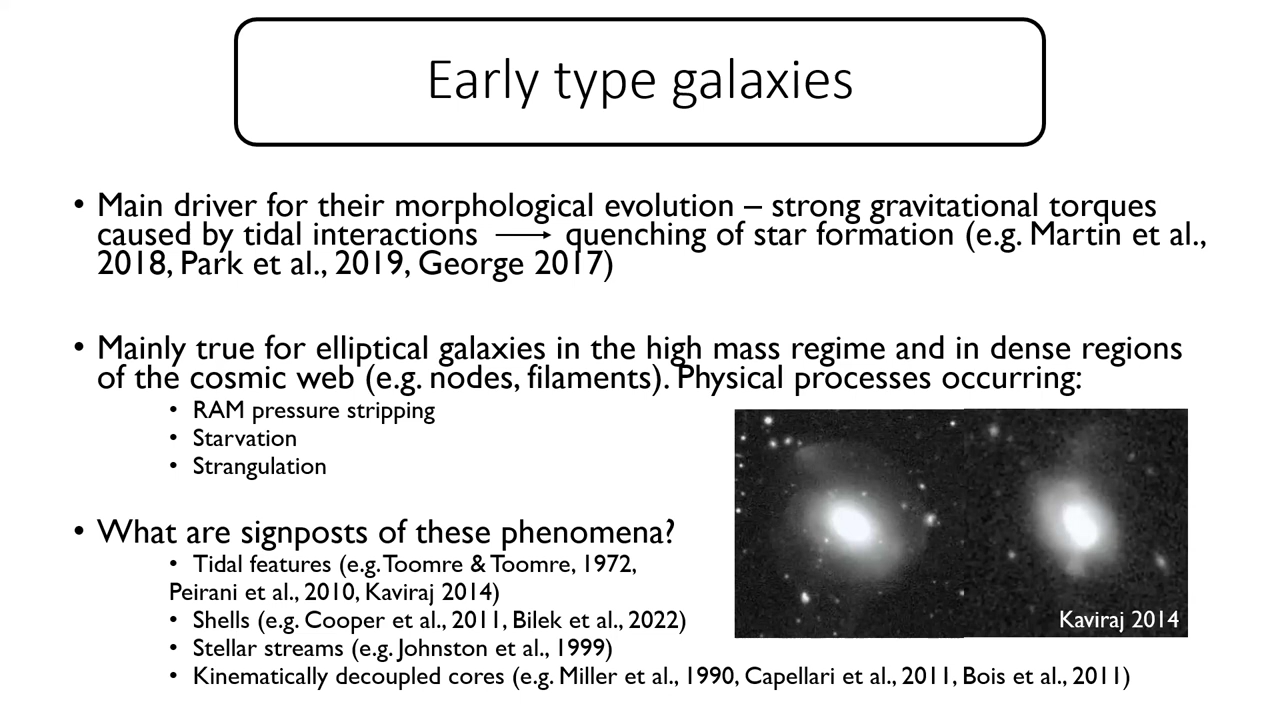 Early type galaxies
• Main driver for their morphological evolution – strong gravitational torques
caused by tidal interactions ⟶ quenching of star formation (e.g. Martin et al.,
2018, Park et al., 2019, George 2017)
• Mainly true for elliptical galaxies in the high mass regime and in dense regions
of the cosmic web (e.g. nodes, filaments). Physical processes occurring:
• RAM pressure stripping
• Starvation
• Strangulation
• What are signposts of these phenomena?
• Tidal features (e.g. Toomre & Toomre, 1972,
Peirani et al., 2010, Kaviraj 2014)
• Shells (e.g. Cooper et al., 2011, Bilek et al., 2022)
• Stellar streams (e.g. Johnston et al., 1999)
• Kinematically decoupled cores (e.g. Miller et al., 1990, Capellari et al., 2011, Bois et al., 2011)
Kaviraj 2014